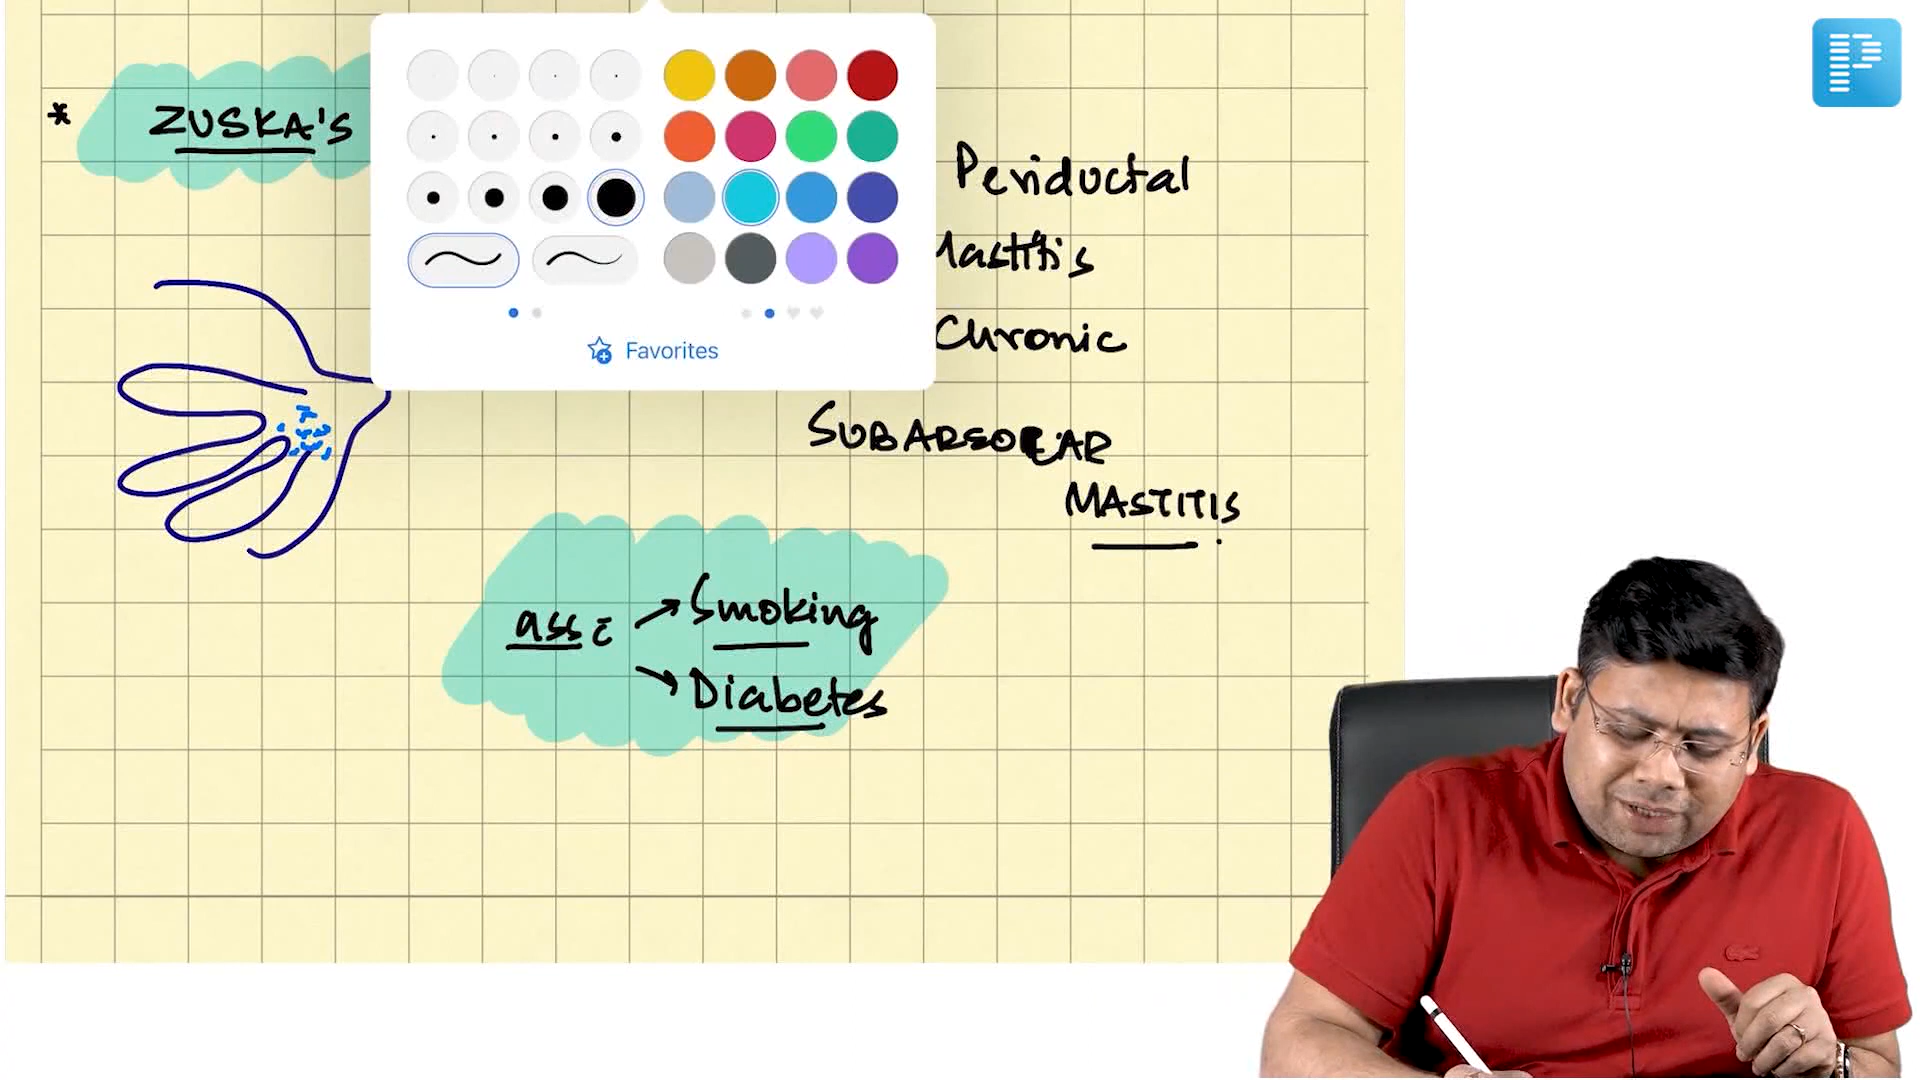 * ZUSKA's
Periductal
Mastitis
Chronic
SUBAREOLAR
MASTITIS
ass c̄ → Smoking
→ Diabetes
Favorites
P